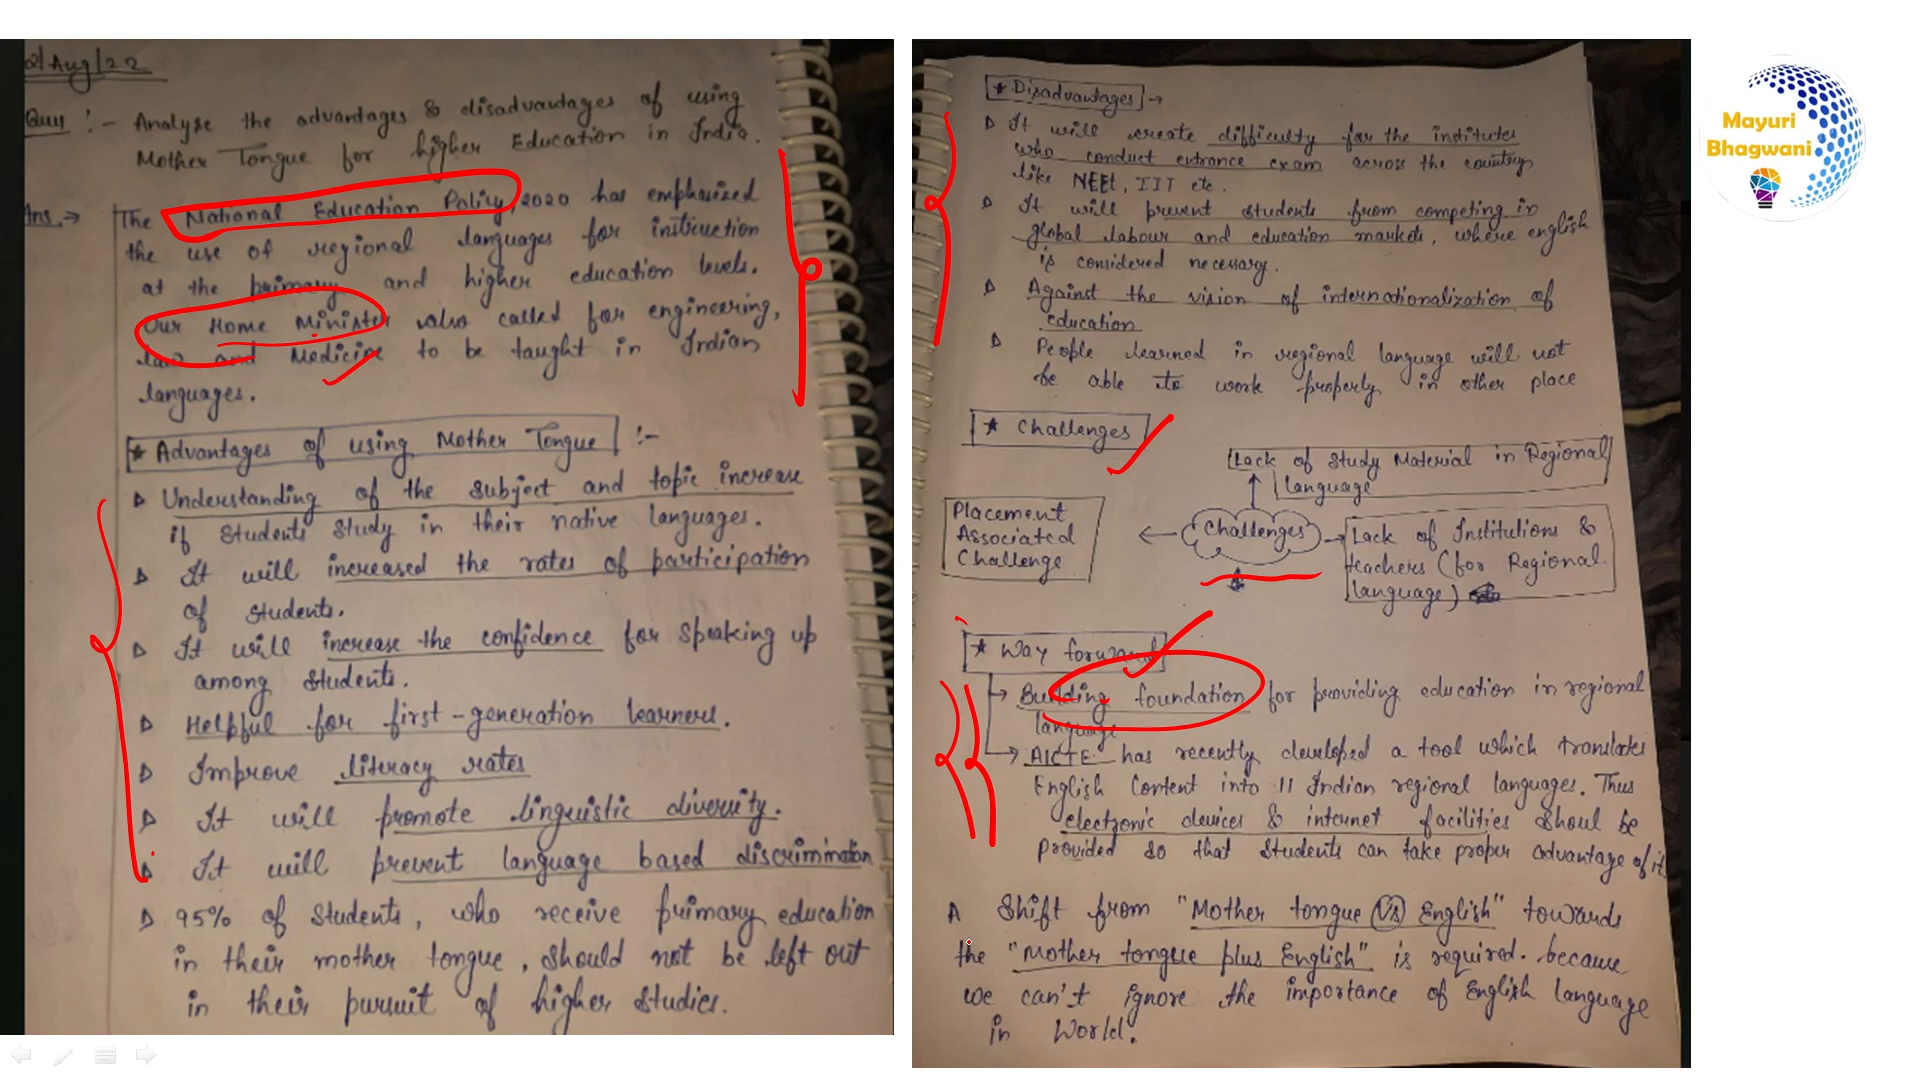 2/Aug/22
Ques :- Analyse the advantages & disadvantages of using
Mother Tongue for higher Education in India.
Ans. → The National Education Policy, 2020 has emphasized
the use of regional languages for instruction
at the primary and higher education levels.
Our Home Minister also called for engineering,
law and Medicine to be taught in Indian
languages.
★ Advantages of using Mother Tongue :-
Understanding of the subject and topic increase
if students study in their native languages.
It will increased the rates of participation
of students.
It will increase the confidence for speaking up
among students.
Helpful for first-generation learners.
Improve literacy rates
It will promote linguistic diversity.
It will prevent language based discrimination
95% of students, who receive primary education
in their mother tongue, should not be left out
in their pursuit of higher studies.
★ Disadvantages →
It will create difficulty for the institutes
who conduct entrance exam across the country
like NEET, IIT etc.
It will prevent students from competing in
global labour and education markets, where english
is considered necessary.
Against the vision of internationalization of
education
People learned in regional language will not
be able to work properly in other place
★ Challenges
Lack of Study Material in Regional
language
Placement
Associated
Challenge
Challenges
Lack of Institutions &
teachers (for Regional
language)
★ Way forward
→ Building foundation for providing education in regional
language
→ AICTE has recently developed a tool which translates
English Content into 11 Indian regional languages. Thus
electronic devices & internet facilities Shoul be
Provided so that students can take proper advantage of it.
A Shift from "Mother tongue Vs English" towards
the "Mother tongue plus English" is required. because
we can't ignore the importance of English language
in World.
Mayuri
Bhagwani